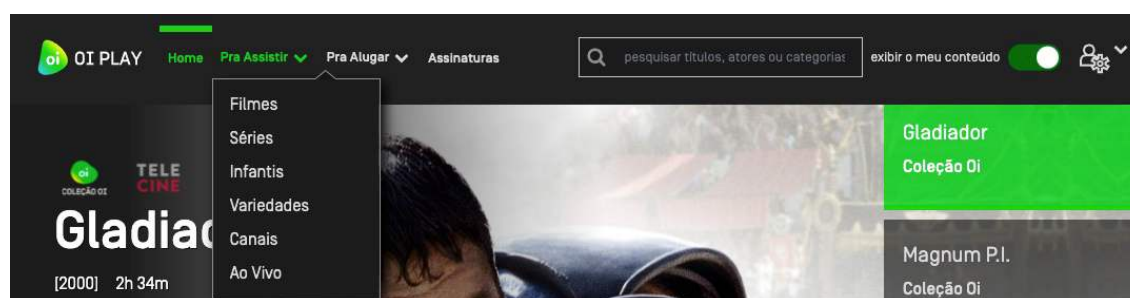 oi OI PLAY Home Pra Assistir Pra Alugar Assinaturas pesquisar títulos, atores ou categorias exibir o meu conteúdo
Filmes
Séries
Infantis
Variedades
Canais
Ao Vivo
oi
COLEÇÃO OI
TELE
CINE
Gladiad
[2000] 2h 34m
Gladiador
Coleção Oi
Magnum P.I.
Coleção Oi